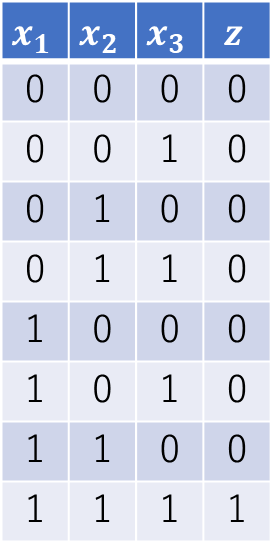 x₁ x₂ x₃ z
0 0 0 0
0 0 1 0
0 1 0 0
0 1 1 0
1 0 0 0
1 0 1 0
1 1 0 0
1 1 1 1